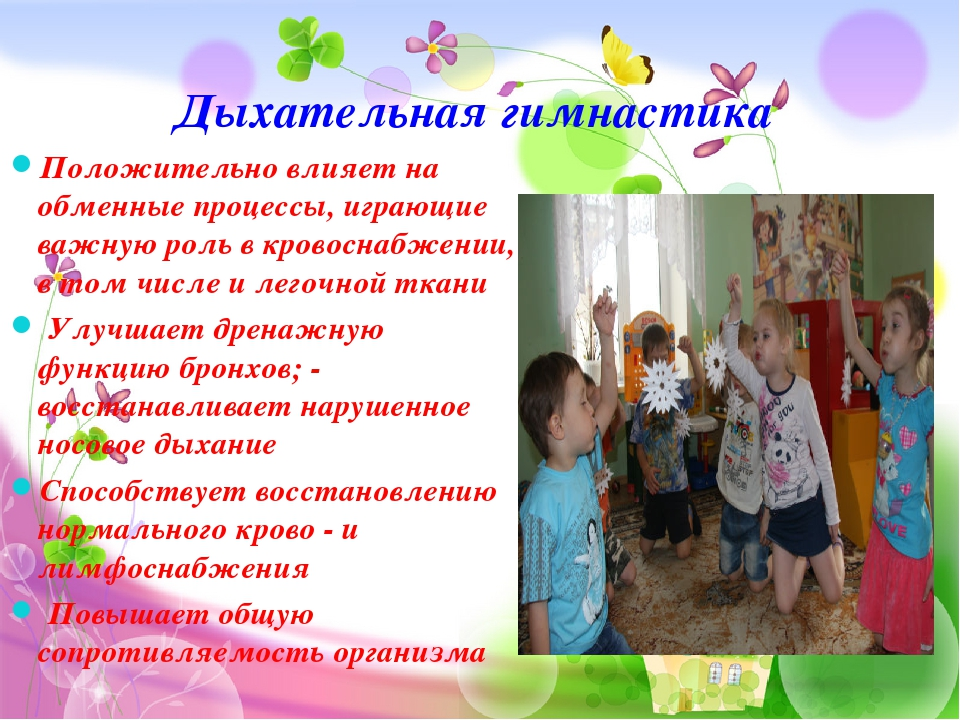 Дыхательная гимнастика
Положительно влияет на
обменные процессы, играющие
важную роль в кровоснабжении,
в том числе и легочной ткани
Улучшает дренажную
функцию бронхов; -
восстанавливает нарушенное
носовое дыхание
Способствует восстановлению
нормального крово - и
лимфоснабжения
Повышает общую
сопротивляемость организма
LOVE